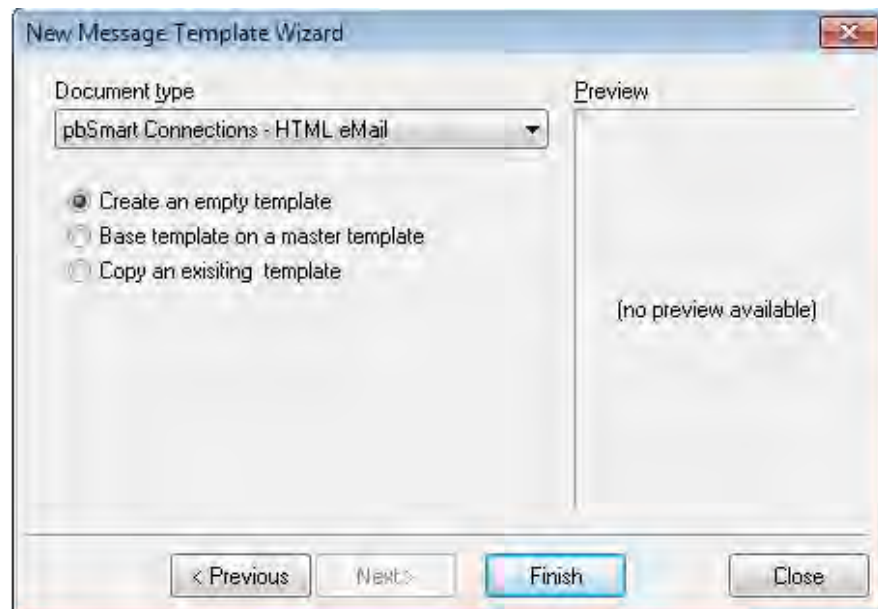 New Message Template Wizard
Document type
Preview
pbSmart Connections - HTML eMail
Create an empty template
Base template on a master template
Copy an exisiting template
(no preview available)
< Previous
Next >
Finish
Close